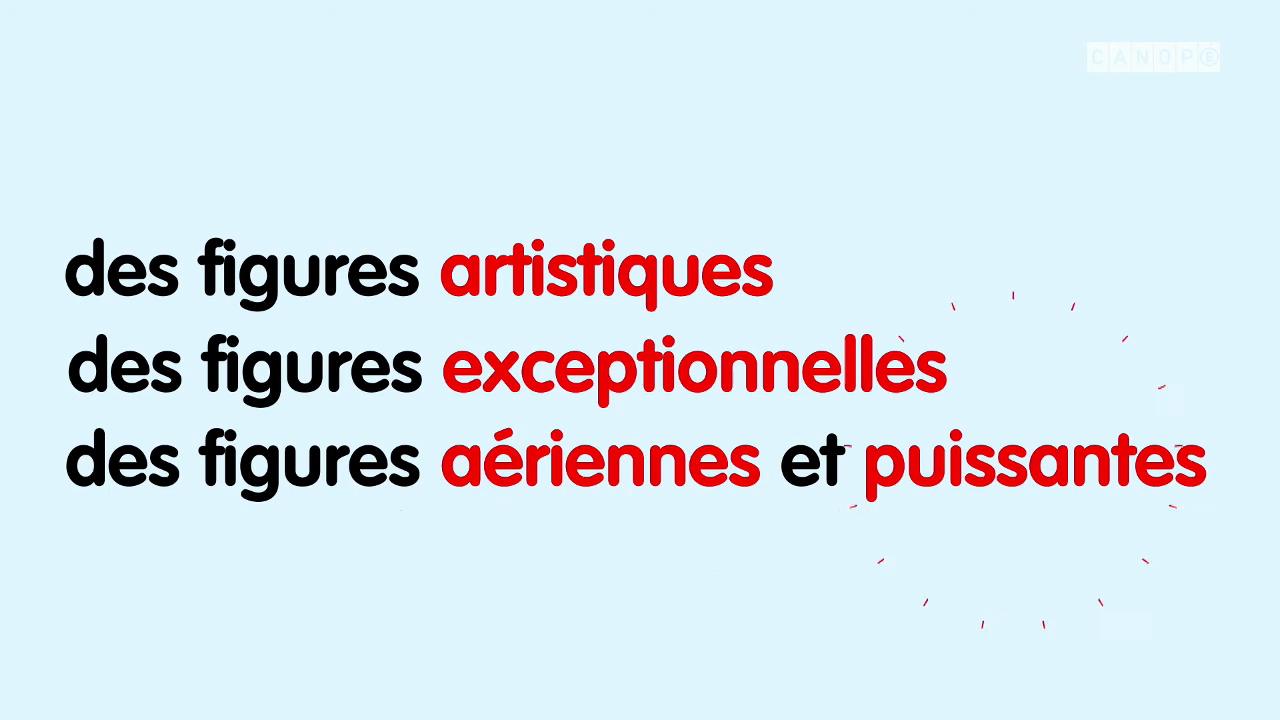 CANOPÉ
des figures artistiques
des figures exceptionnelles
des figures aériennes et puissantes